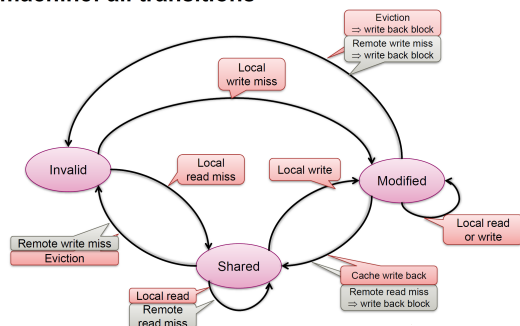 machine: all transitions
Eviction
⇒ write back block
Remote write miss
⇒ write back block
Local
write miss
Invalid
Local
read miss
Local write
Modified
Local read
or write
Remote write miss
Eviction
Shared
Cache write back
Remote read miss
⇒ write back block
Local read
Remote
read miss